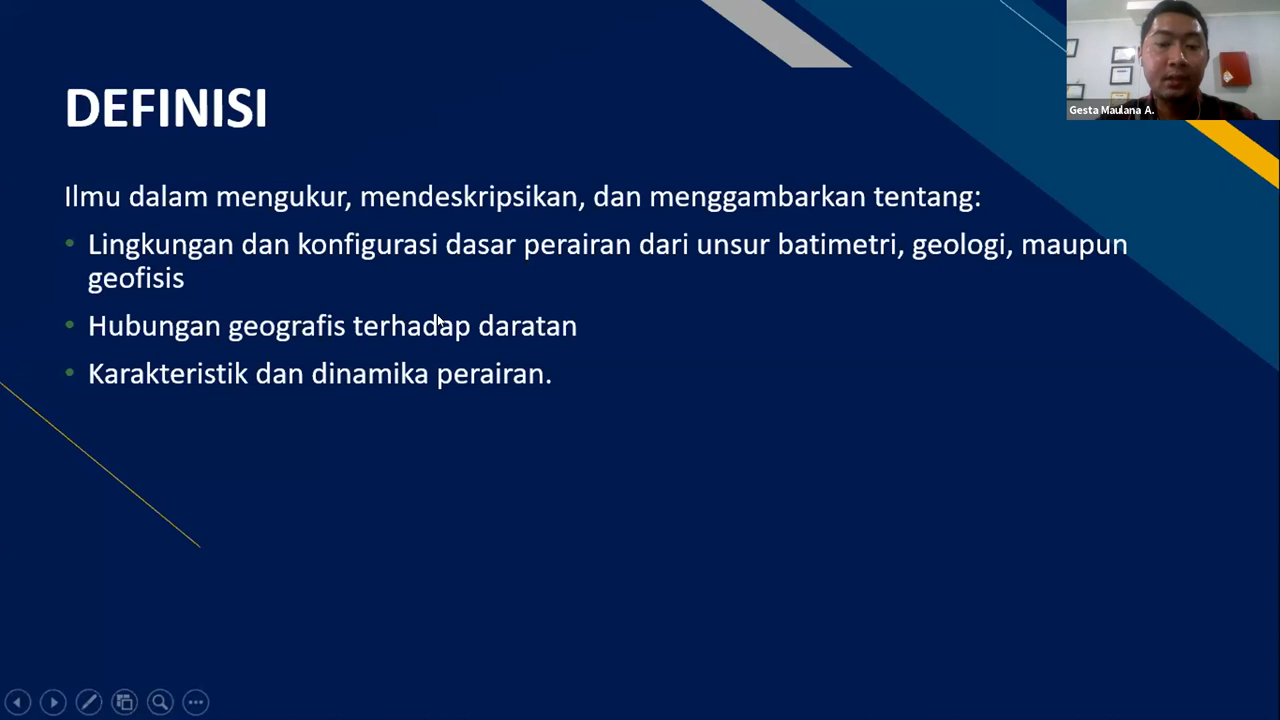 DEFINISI
Ilmu dalam mengukur, mendeskripsikan, dan menggambarkan tentang:
• Lingkungan dan konfigurasi dasar perairan dari unsur batimetri, geologi, maupun
geofisis
• Hubungan geografis terhadap daratan
• Karakteristik dan dinamika perairan.
Gesta Maulana A.